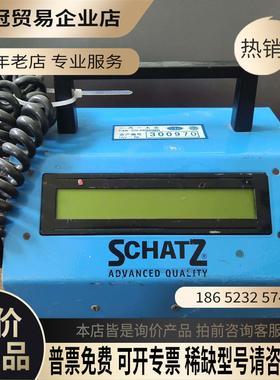 冠贸易企业店
年老店 专业服务
热销
300970
SCHATZ®
ADVANCED QUALITY
186 5232 574
价
品
本店皆是询价产品 拍前咨询客服
票免费 可开专票 稀缺型号请咨